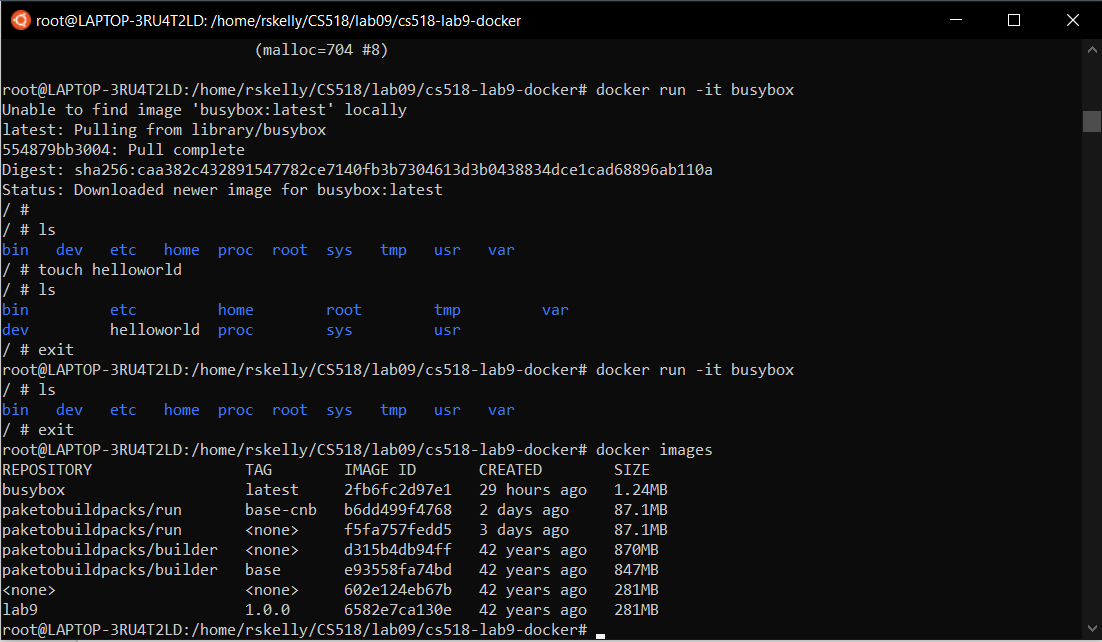 root@LAPTOP-3RU4T2LD: /home/rskelly/CS518/lab09/cs518-lab9-docker
(malloc=704 #8)
root@LAPTOP-3RU4T2LD:/home/rskelly/CS518/lab09/cs518-lab9-docker# docker run -it busybox
Unable to find image 'busybox:latest' locally
latest: Pulling from library/busybox
554879bb3004: Pull complete
Digest: sha256:caa382c432891547782ce7140fb3b7304613d3b0438834dce1cad68896ab110a
Status: Downloaded newer image for busybox:latest
/ #
/ # ls
bin   dev   etc   home  proc  root  sys   tmp   usr   var
/ # touch helloworld
/ # ls
bin         etc         home        root        tmp         var
dev         helloworld  proc        sys         usr
/ # exit
root@LAPTOP-3RU4T2LD:/home/rskelly/CS518/lab09/cs518-lab9-docker# docker run -it busybox
/ # ls
bin   dev   etc   home  proc  root  sys   tmp   usr   var
/ # exit
root@LAPTOP-3RU4T2LD:/home/rskelly/CS518/lab09/cs518-lab9-docker# docker images
REPOSITORY                 TAG        IMAGE ID       CREATED        SIZE
busybox                    latest     2fb6fc2d97e1   29 hours ago   1.24MB
paketobuildpacks/run       base-cnb   b6dd499f4768   2 days ago     87.1MB
paketobuildpacks/run       <none>     f5fa757fedd5   3 days ago     87.1MB
paketobuildpacks/builder   <none>     d315b4db94ff   42 years ago   870MB
paketobuildpacks/builder   base       e93558fa74bd   42 years ago   847MB
<none>                     <none>     602e124eb67b   42 years ago   281MB
lab9                       1.0.0      6582e7ca130e   42 years ago   281MB
root@LAPTOP-3RU4T2LD:/home/rskelly/CS518/lab09/cs518-lab9-docker#